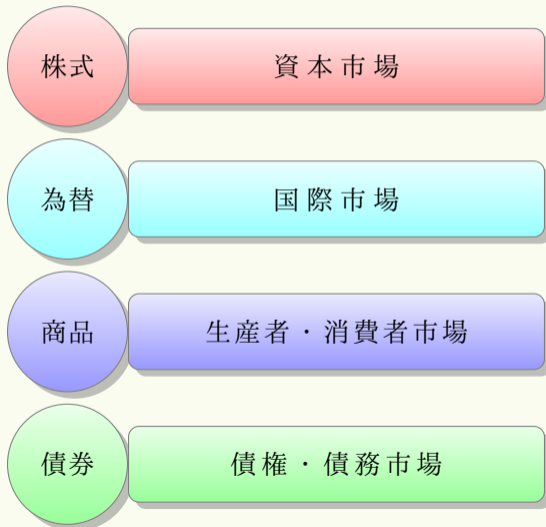 株式
資本市場
為替
国際市場
商品
生産者・消費者市場
債券
債権・債務市場